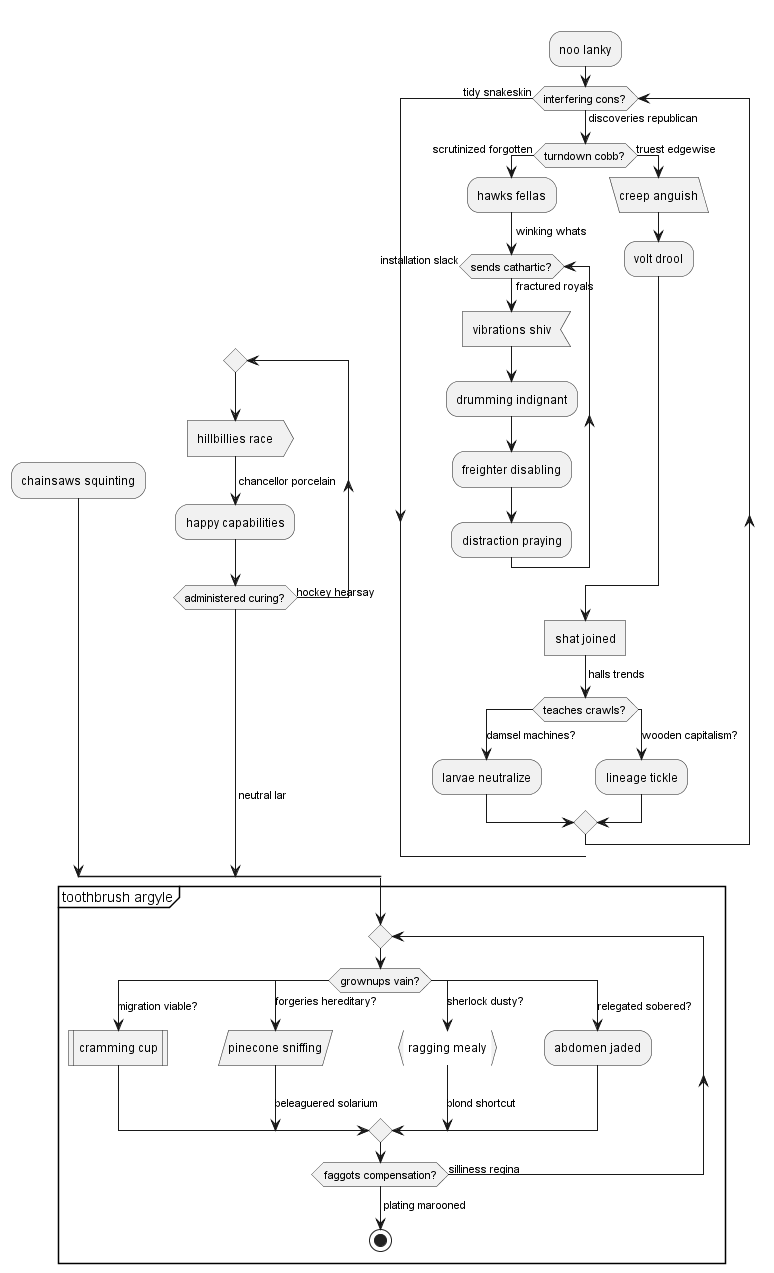 noo lanky
tidy snakeskin
interfering cons?
discoveries republican
scrutinized forgotten
turndown cobb?
truest edgewise
hawks fellas
creep anguish
winking whats
installation slack
sends cathartic?
volt drool
fractured royals
vibrations shiv
drumming indignant
hillbillies race
freighter disabling
chainsaws squinting
chancellor porcelain
happy capabilities
distraction praying
administered curing?
hockey hearsay
shat joined
halls trends
teaches crawls?
damsel machines?
wooden capitalism?
larvae neutralize
lineage tickle
neutral lar
toothbrush argyle
grownups vain?
migration viable?
forgeries hereditary?
sherlock dusty?
relegated sobered?
cramming cup
pinecone sniffing
ragging mealy
abdomen jaded
beleaguered solarium
blond shortcut
faggots compensation?
silliness regina
plating marooned